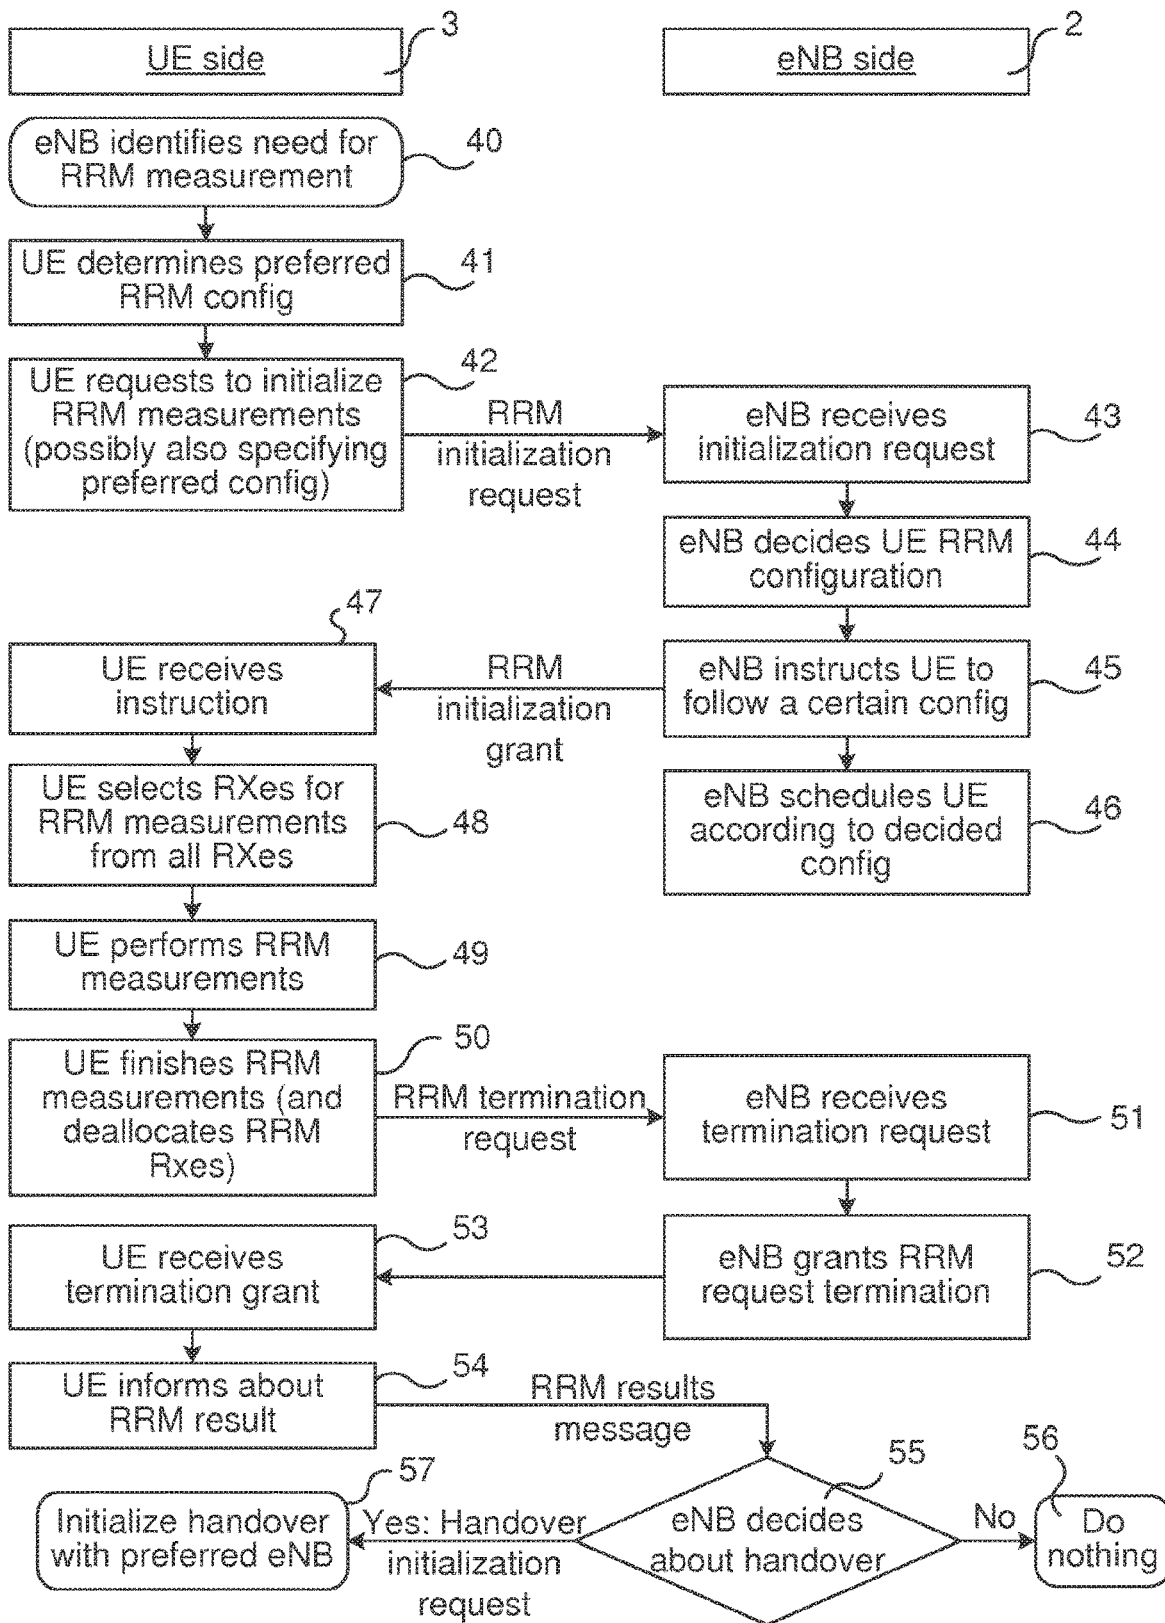 3
2
UE side
eNB side
eNB identifies need for
RRM measurement
40
UE determines preferred
RRM config
41
UE requests to initialize
RRM measurements
(possibly also specifying
preferred config)
42
RRM
initialization
request
eNB receives
initialization request
43
eNB decides UE RRM
configuration
44
eNB instructs UE to
follow a certain config
45
RRM
initialization
grant
47
UE receives
instruction
eNB schedules UE
according to decided
config
46
UE selects RXes for
RRM measurements
from all RXes
48
UE performs RRM
measurements
49
UE finishes RRM
measurements (and
deallocates RRM
Rxes)
50
RRM termination
request
eNB receives
termination request
51
eNB grants RRM
request termination
52
UE receives
termination grant
53
UE informs about
RRM result
54
RRM results
message
eNB decides
about handover
55
No
56
Do
nothing
Yes: Handover
initialization
request
57
Initialize handover
with preferred eNB